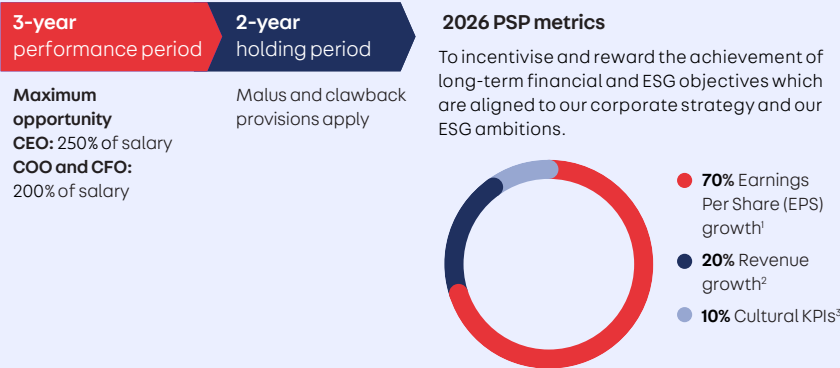 3-year
performance period
2-year
holding period
Maximum
opportunity
CEO: 250% of salary
COO and CFO:
200% of salary
Malus and clawback
provisions apply
2026 PSP metrics
To incentivise and reward the achievement of
long-term financial and ESG objectives which
are aligned to our corporate strategy and our
ESG ambitions.
70% Earnings
Per Share (EPS)
growth¹
20% Revenue
growth²
10% Cultural KPIs³